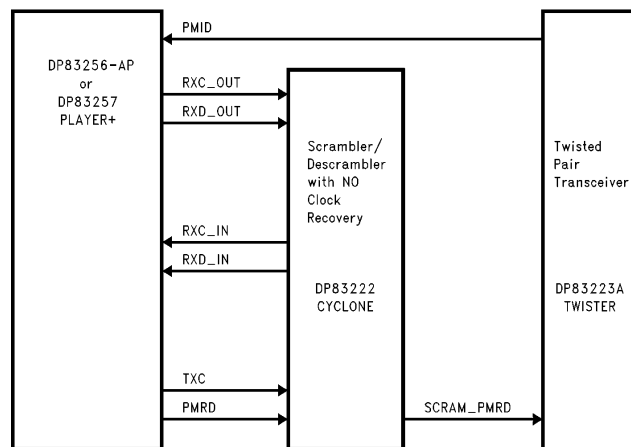 PMID
DP83256-AP
or
DP83257
PLAYER+
RXC_OUT
RXD_OUT
Scrambler/
Descrambler
with NO
Clock
Recovery
Twisted
Pair
Transceiver
RXC_IN
RXD_IN
DP83222
CYCLONE
DP83223A
TWISTER
TXC
PMRD
SCRAM_PMRD